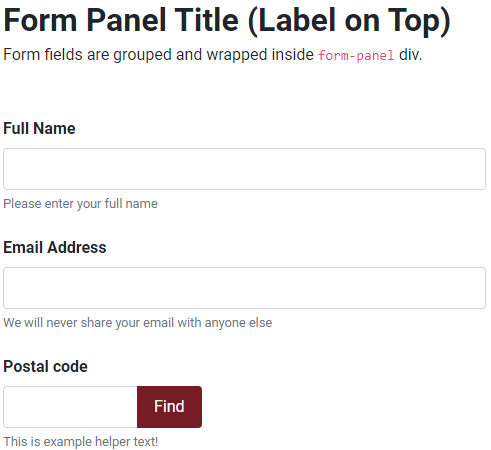 Form Panel Title (Label on Top)
Form fields are grouped and wrapped inside form-panel div.
Full Name
Please enter your full name
Email Address
We will never share your email with anyone else
Postal code
Find
This is example helper text!